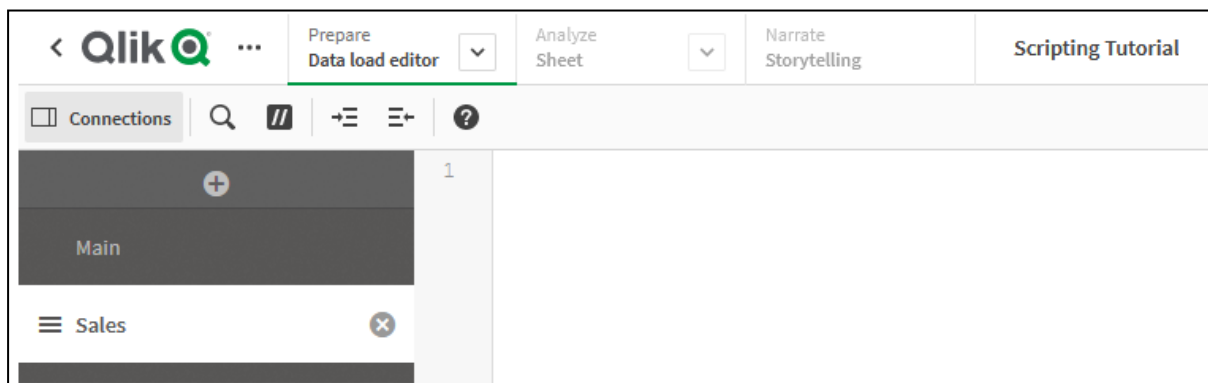 Qlik
Prepare
Data load editor
Analyze
Sheet
Narrate
Storytelling
Scripting Tutorial
Connections
1
Main
Sales